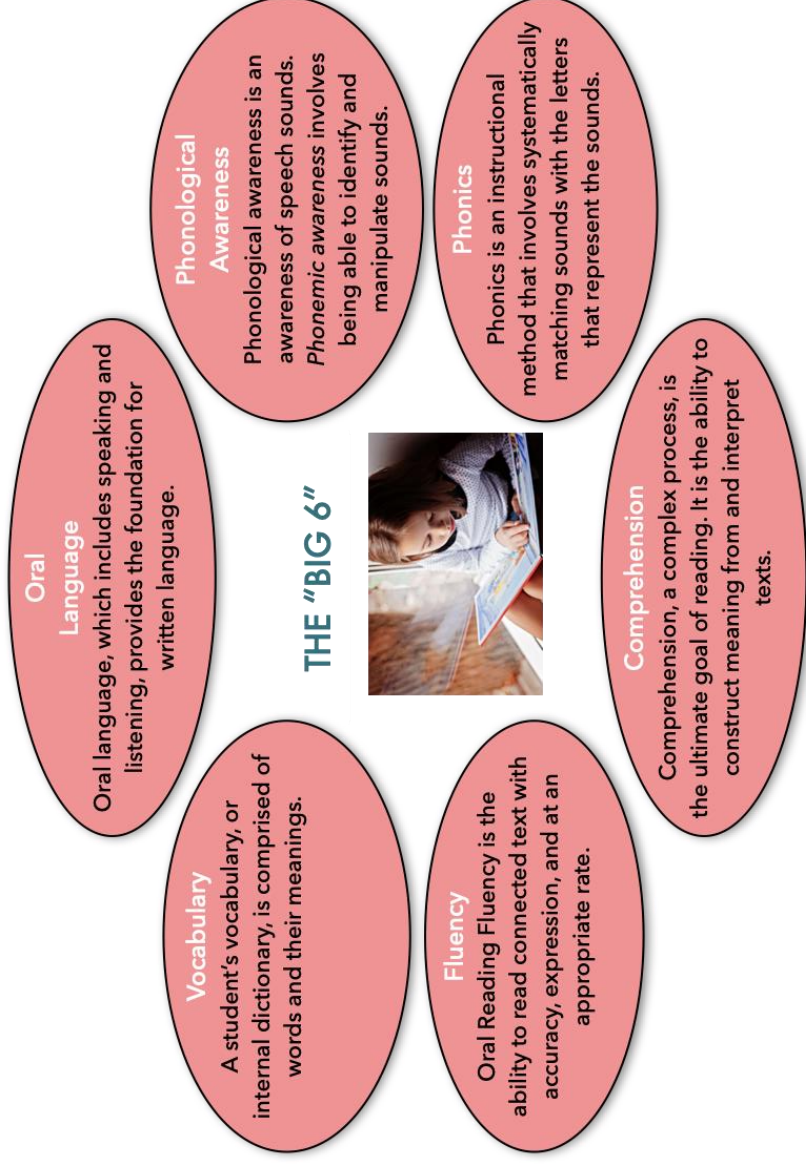 Oral
Language
Oral language, which includes speaking and
listening, provides the foundation for
written language.
Phonological
Awareness
Phonological awareness is an
awareness of speech sounds.
Phonemic awareness involves
being able to identify and
manipulate sounds.
Phonics
Phonics is an instructional
method that involves systematically
matching sounds with the letters
that represent the sounds.
Comprehension
Comprehension, a complex process, is
the ultimate goal of reading. It is the ability to
construct meaning from and interpret
texts.
Fluency
Oral Reading Fluency is the
ability to read connected text with
accuracy, expression, and at an
appropriate rate.
Vocabulary
A student's vocabulary, or
internal dictionary, is comprised of
words and their meanings.
THE "BIG 6"